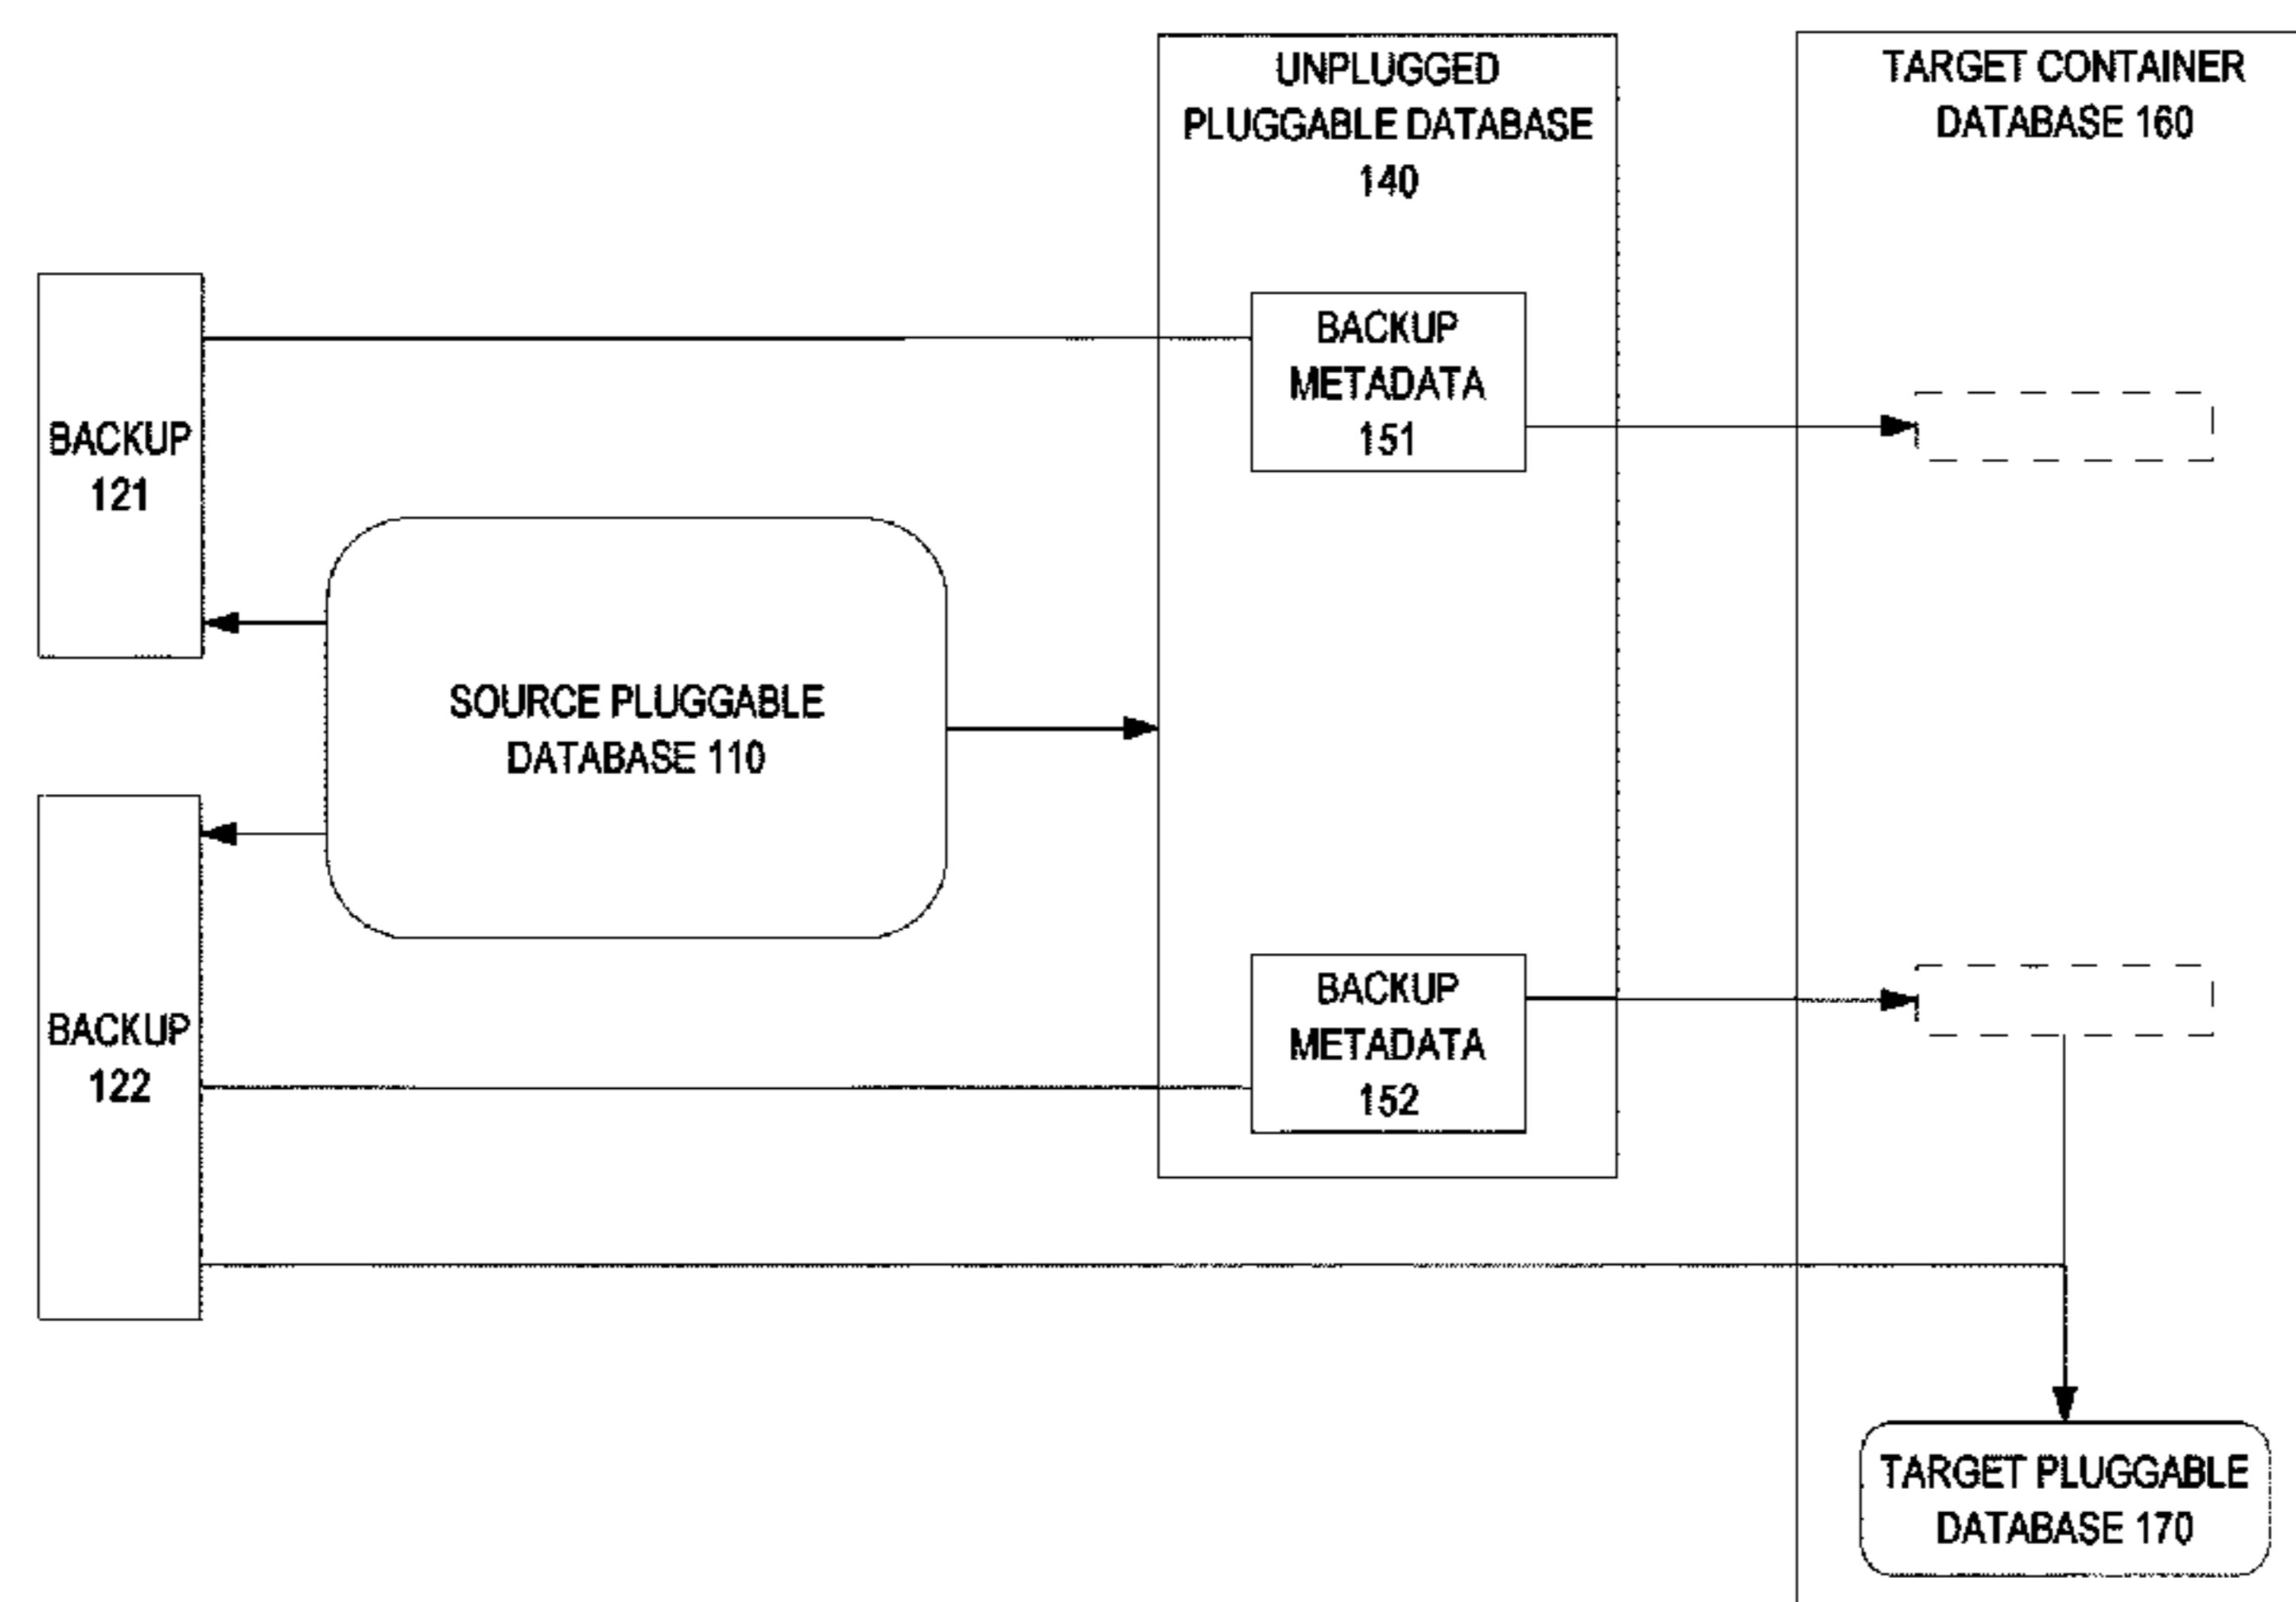 UNPLUGGED
PLUGGABLE DATABASE
140
TARGET CONTAINER
DATABASE 160
BACKUP
121
BACKUP
METADATA
151
SOURCE PLUGGABLE
DATABASE 110
BACKUP
122
BACKUP
METADATA
152
TARGET PLUGGABLE
DATABASE 170